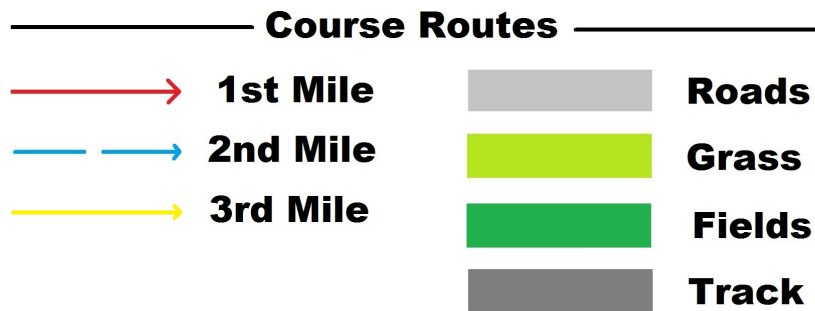 Course Routes
1st Mile
Roads
2nd Mile
Grass
3rd Mile
Fields
Track